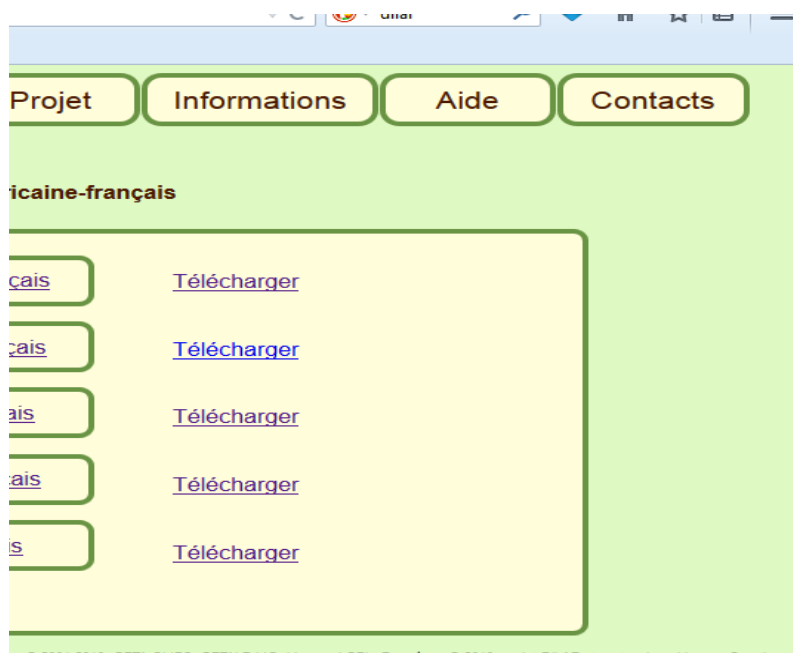 Projet Informations Aide Contacts
ricaine-français
çais Télécharger
çais Télécharger
ais Télécharger
çais Télécharger
is Télécharger